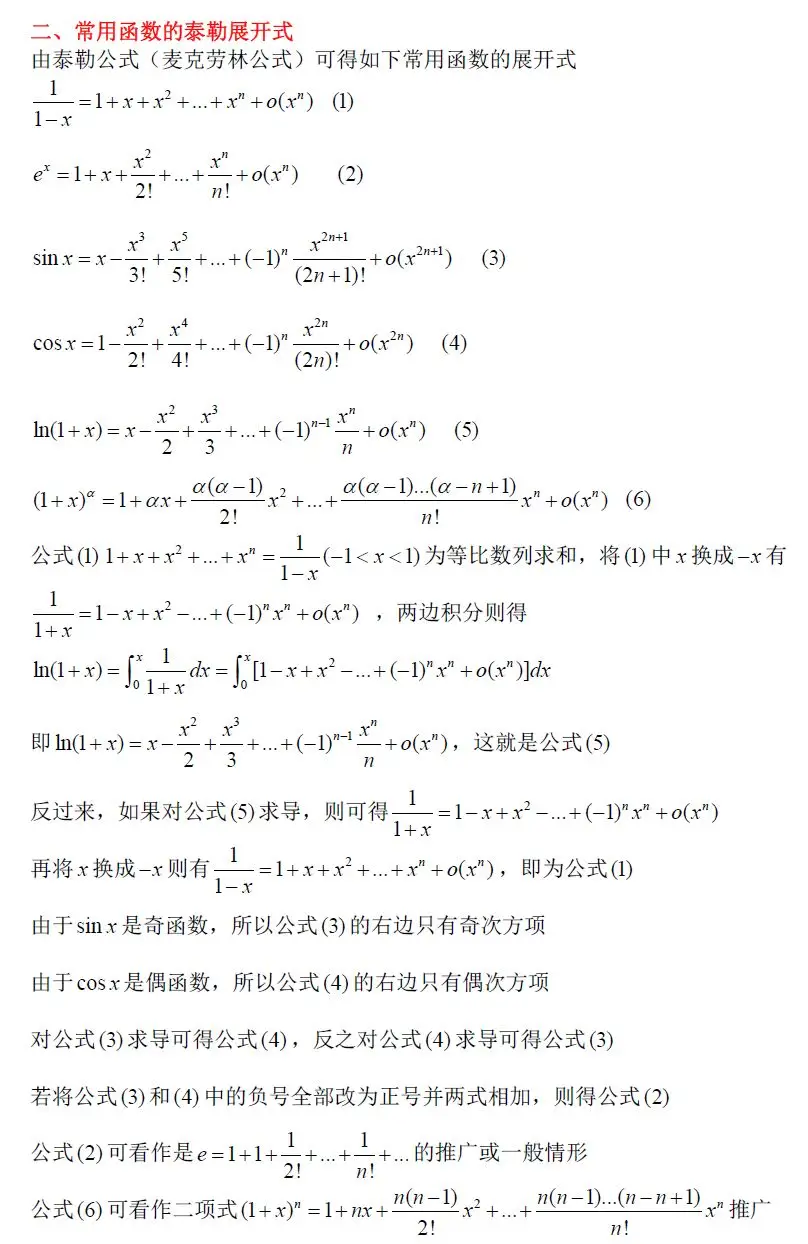 二、常用函数的泰勒展开式
由泰勒公式（麦克劳林公式）可得如下常用函数的展开式
$\frac{1}{1-x}=1+x+x^2+...+x^n+o(x^n)$ (1)
$e^x=1+x+\frac{x^2}{2!}+...+\frac{x^n}{n!}+o(x^n)$ (2)
$\sin x=x-\frac{x^3}{3!}+\frac{x^5}{5!}+...+(-1)^n\frac{x^{2n+1}}{(2n+1)!}+o(x^{2n+1})$ (3)
$\cos x=1-\frac{x^2}{2!}+\frac{x^4}{4!}+...+(-1)^n\frac{x^{2n}}{(2n)!}+o(x^{2n})$ (4)
$\ln(1+x)=x-\frac{x^2}{2}+\frac{x^3}{3}+...+(-1)^{n-1}\frac{x^n}{n}+o(x^n)$ (5)
$(1+x)^\alpha=1+\alpha x+\frac{\alpha(\alpha-1)}{2!}x^2+...+\frac{\alpha(\alpha-1)...(\alpha-n+1)}{n!}x^n+o(x^n)$ (6)
公式(1) $1+x+x^2+...+x^n=\frac{1}{1-x}(-1<x<1)$ 为等比数列求和，将(1)中 $x$ 换成 $-x$ 有
$\frac{1}{1+x}=1-x+x^2-...+(-1)^nx^n+o(x^n)$ ，两边积分则得
$\ln(1+x)=\int_0^x\frac{1}{1+x}dx=\int_0^x[1-x+x^2-...+(-1)^nx^n+o(x^n)]dx$
即 $\ln(1+x)=x-\frac{x^2}{2}+\frac{x^3}{3}+...+(-1)^{n-1}\frac{x^n}{n}+o(x^n)$，这就是公式(5)
反过来，如果对公式(5)求导，则可得 $\frac{1}{1+x}=1-x+x^2-...+(-1)^nx^n+o(x^n)$
再将 $x$ 换成 $-x$ 则有 $\frac{1}{1-x}=1+x+x^2+...+x^n+o(x^n)$，即为公式(1)
由于 $\sin x$ 是奇函数，所以公式(3)的右边只有奇次方项
由于 $\cos x$ 是偶函数，所以公式(4)的右边只有偶次方项
对公式(3)求导可得公式(4)，反之对公式(4)求导可得公式(3)
若将公式(3)和(4)中的负号全部改为正号并两式相加，则得公式(2)
公式(2)可看作是 $e=1+1+\frac{1}{2!}+...+\frac{1}{n!}+...$ 的推广或一般情形
公式(6)可看作二项式 $(1+x)^n=1+nx+\frac{n(n-1)}{2!}x^2+...+\frac{n(n-1)...(n-n+1)}{n!}x^n$ 推广